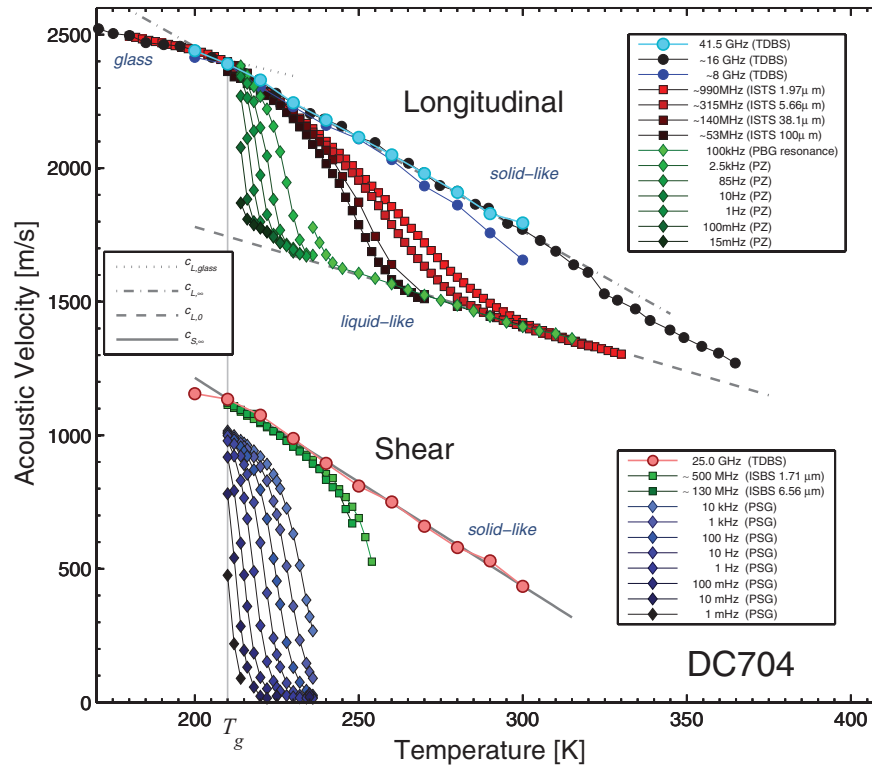 2500
2000
1500
1000
500
0
Acoustic Velocity [m/s]
glass
Longitudinal
solid−like
liquid−like
41.5 GHz (TDBS)
~16 GHz (TDBS)
~8 GHz (TDBS)
~990MHz (ISTS 1.97μ m)
~315MHz (ISTS 5.66μ m)
~140MHz (ISTS 38.1μ m)
~53MHz (ISTS 100μ m)
100kHz (PBG resonance)
2.5kHz (PZ)
85Hz (PZ)
10Hz (PZ)
1Hz (PZ)
100mHz (PZ)
15mHz (PZ)
c_L,glass
c_L,∞
c_L,0
c_S,∞
Shear
solid−like
25.0 GHz (TDBS)
~ 500 MHz (ISBS 1.71 μm)
~ 130 MHz (ISBS 6.56 μm)
10 kHz (PSG)
1 kHz (PSG)
100 Hz (PSG)
10 Hz (PSG)
1 Hz (PSG)
100 mHz (PSG)
10 mHz (PSG)
1 mHz (PSG)
DC704
200 250 300 350 400
T_g
Temperature [K]